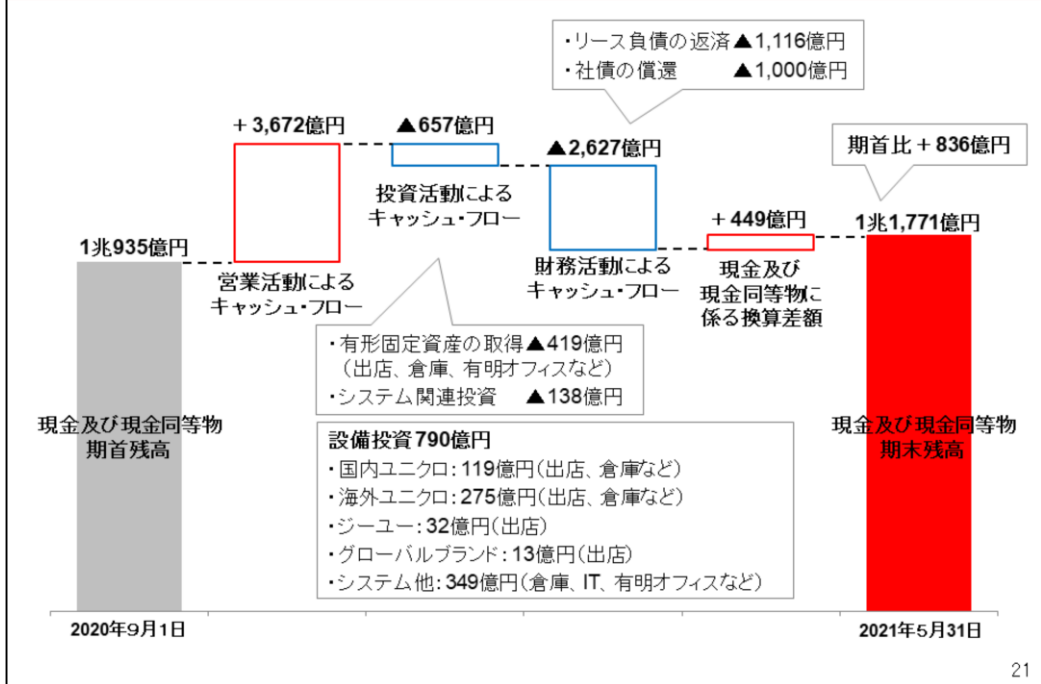 ・リース負債の返済▲1,116億円
・社債の償還 ▲1,000億円
＋3,672億円
▲657億円
▲2,627億円
期首比＋836億円
投資活動による
キャッシュ・フロー
＋449億円
1兆1,771億円
1兆935億円
営業活動による
キャッシュ・フロー
財務活動による
キャッシュ・フロー
現金及び
現金同等物に
係る換算差額
・有形固定資産の取得▲419億円
（出店、倉庫、有明オフィスなど）
・システム関連投資 ▲138億円
現金及び現金同等物
期首残高
現金及び現金同等物
期末残高
設備投資790億円
・国内ユニクロ：119億円（出店、倉庫など）
・海外ユニクロ：275億円（出店、倉庫など）
・ジーユー：32億円（出店）
・グローバルブランド：13億円（出店）
・システム他：349億円（倉庫、IT、有明オフィスなど）
2020年9月1日
2021年5月31日
21